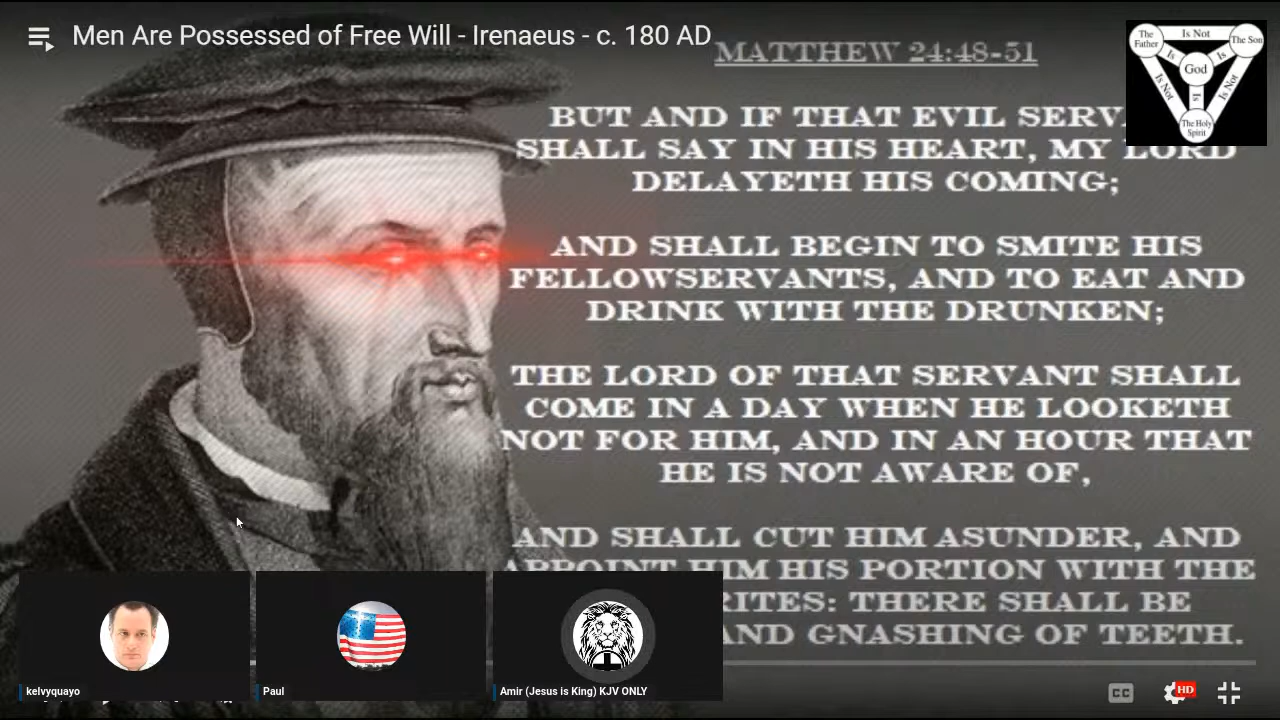 Men Are Possessed of Free Will - Irenaeus - c. 180 AD
MATTHEW 24:48-51
The Father
Is Not
The Son
Is
Is
God
Is Not
Is
Is Not
The Holy Spirit
BUT AND IF THAT EVIL
SHALL SAY IN HIS HEART, MY LORD
DELAYETH HIS COMING;
AND SHALL BEGIN TO SMITE HIS
FELLOWSERVANTS, AND TO EAT AND
DRINK WITH THE DRUNKEN;
THE LORD OF THAT SERVANT SHALL
COME IN A DAY WHEN HE LOOKETH
NOT FOR HIM, AND IN AN HOUR THAT
HE IS NOT AWARE OF,
AND SHALL CUT HIM ASUNDER, AND
APPOINT HIM HIS PORTION WITH THE
THERE SHALL BE
AND GNASHING OF TEETH.
kelvyquayo
Paul
Amir (Jesus is King) KJV ONLY
CC
HD